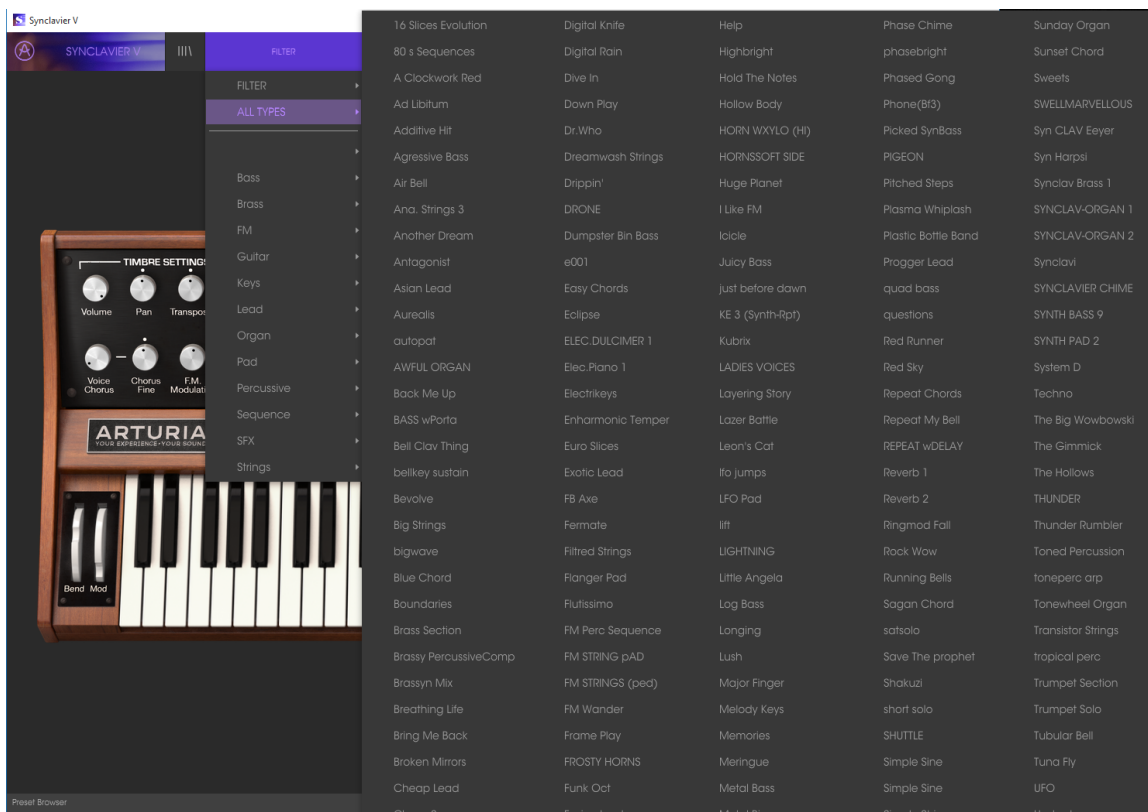 Synclavier V
SYNCLAVIER V
FILTER
FILTER
ALL TYPES
Bass
Brass
FM
Guitar
Keys
Lead
Organ
Pad
Percussive
Sequence
SFX
Strings
TIMBRE SETTINGS
Volume
Pan
Transpos
Voice
Chorus
Chorus
Fine
F.M.
Modulati
ARTURIA
YOUR EXPERIENCE • YOUR SOUND
Bend
Mod
Preset Browser
16 Slices Evolution
80 s Sequences
A Clockwork Red
Ad Libitum
Additive Hit
Agressive Bass
Air Bell
Ana. Strings 3
Another Dream
Antagonist
Asian Lead
Aurealis
autopat
AWFUL ORGAN
Back Me Up
BASS wPorta
Bell Clav Thing
bellkey sustain
Bevolve
Big Strings
bigwave
Blue Chord
Boundaries
Brass Section
Brassy PercussiveComp
Brassyn Mix
Breathing Life
Bring Me Back
Broken Mirrors
Cheap Lead
Digital Knife
Digital Rain
Dive In
Down Play
Dr.Who
Dreamwash Strings
Drippin'
DRONE
Dumpster Bin Bass
e001
Easy Chords
Eclipse
ELEC.DULCIMER 1
Elec.Piano 1
Electrikeys
Enharmonic Temper
Euro Slices
Exotic Lead
FB Axe
Fermate
Filtred Strings
Flanger Pad
Flutissimo
FM Perc Sequence
FM STRING pAD
FM STRINGS (ped)
FM Wander
Frame Play
FROSTY HORNS
Funk Oct
Help
Highbright
Hold The Notes
Hollow Body
HORN WXYLO (HI)
HORNSSOFT SIDE
Huge Planet
I Like FM
Icicle
Juicy Bass
just before dawn
KE 3 (Synth-Rpt)
Kubrix
LADIES VOICES
Layering Story
Lazer Battle
Leon's Cat
lfo jumps
LFO Pad
lift
LIGHTNING
Little Angela
Log Bass
Longing
Lush
Major Finger
Melody Keys
Memories
Meringue
Metal Bass
Phase Chime
phasebright
Phased Gong
Phone(Bf3)
Picked SynBass
PIGEON
Pitched Steps
Plasma Whiplash
Plastic Bottle Band
Progger Lead
quad bass
questions
Red Runner
Red Sky
Repeat Chords
Repeat My Bell
REPEAT wDELAY
Reverb 1
Reverb 2
Ringmod Fall
Rock Wow
Running Bells
Sagan Chord
satsolo
Save The prophet
Shakuzi
short solo
SHUTTLE
Simple Sine
Simple Sine
Sunday Organ
Sunset Chord
Sweets
SWELLMARVELLOUS
Syn CLAV Eeyer
Syn Harpsi
Synclav Brass 1
SYNCLAV-ORGAN 1
SYNCLAV-ORGAN 2
Synclavi
SYNCLAVIER CHIME
SYNTH BASS 9
SYNTH PAD 2
System D
Techno
The Big Wowbowski
The Gimmick
The Hollows
THUNDER
Thunder Rumbler
Toned Percussion
toneperc arp
Tonewheel Organ
Transistor Strings
tropical perc
Trumpet Section
Trumpet Solo
Tubular Bell
Tuna Fly
UFO